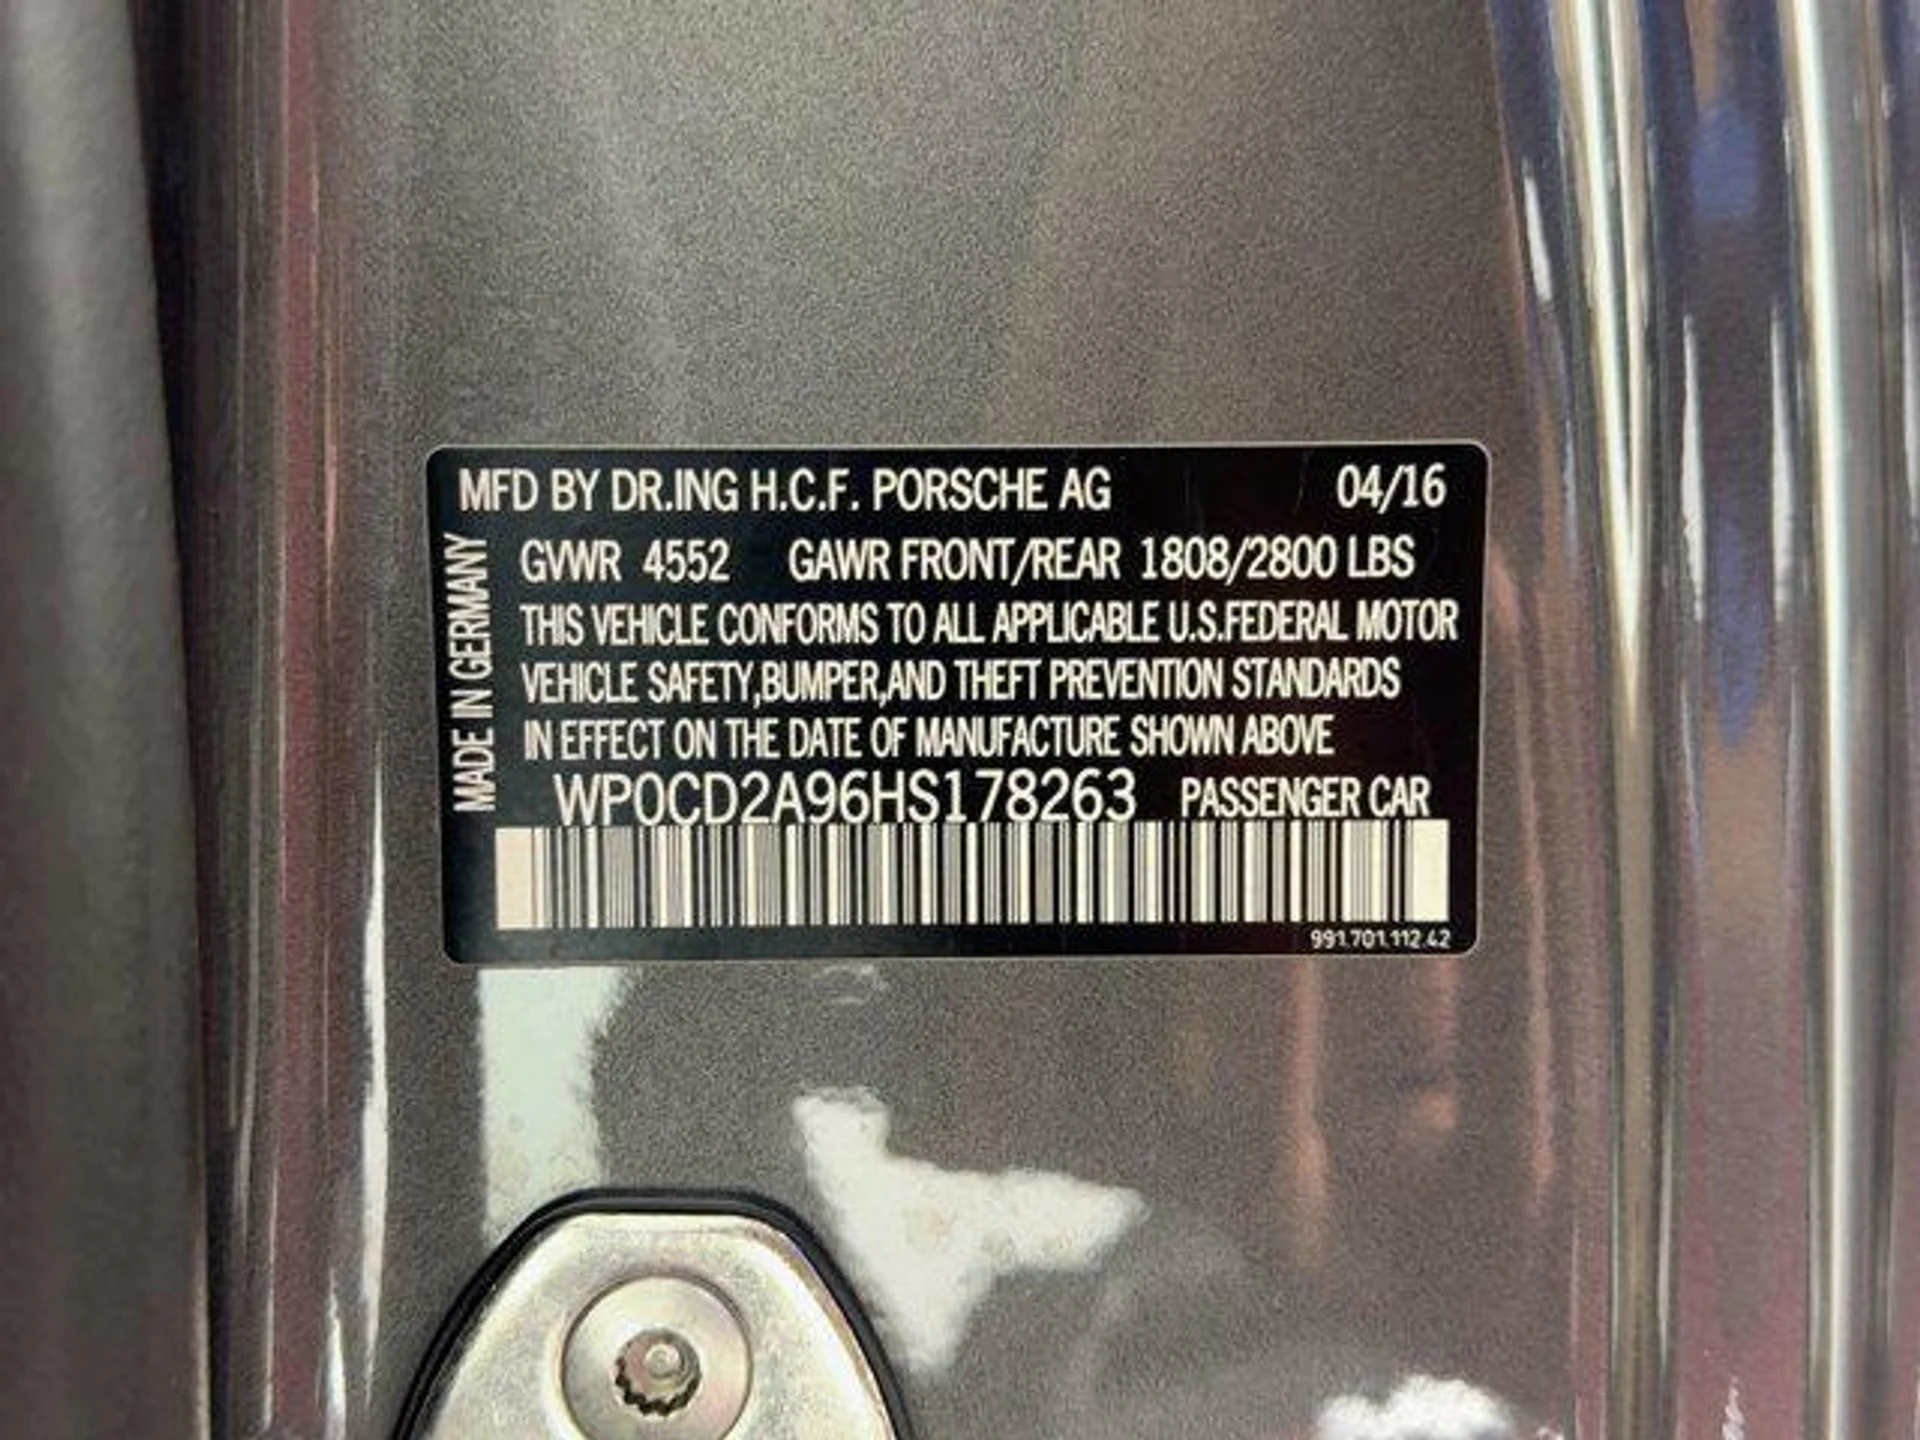 MFD BY DR.ING H.C.F. PORSCHE AG 04/16
MADE IN GERMANY
GVWR 4552 GAWR FRONT/REAR 1808/2800 LBS
THIS VEHICLE CONFORMS TO ALL APPLICABLE U.S.FEDERAL MOTOR
VEHICLE SAFETY,BUMPER,AND THEFT PREVENTION STANDARDS
IN EFFECT ON THE DATE OF MANUFACTURE SHOWN ABOVE
WP0CD2A96HS178263 PASSENGER CAR
991.701.112.42